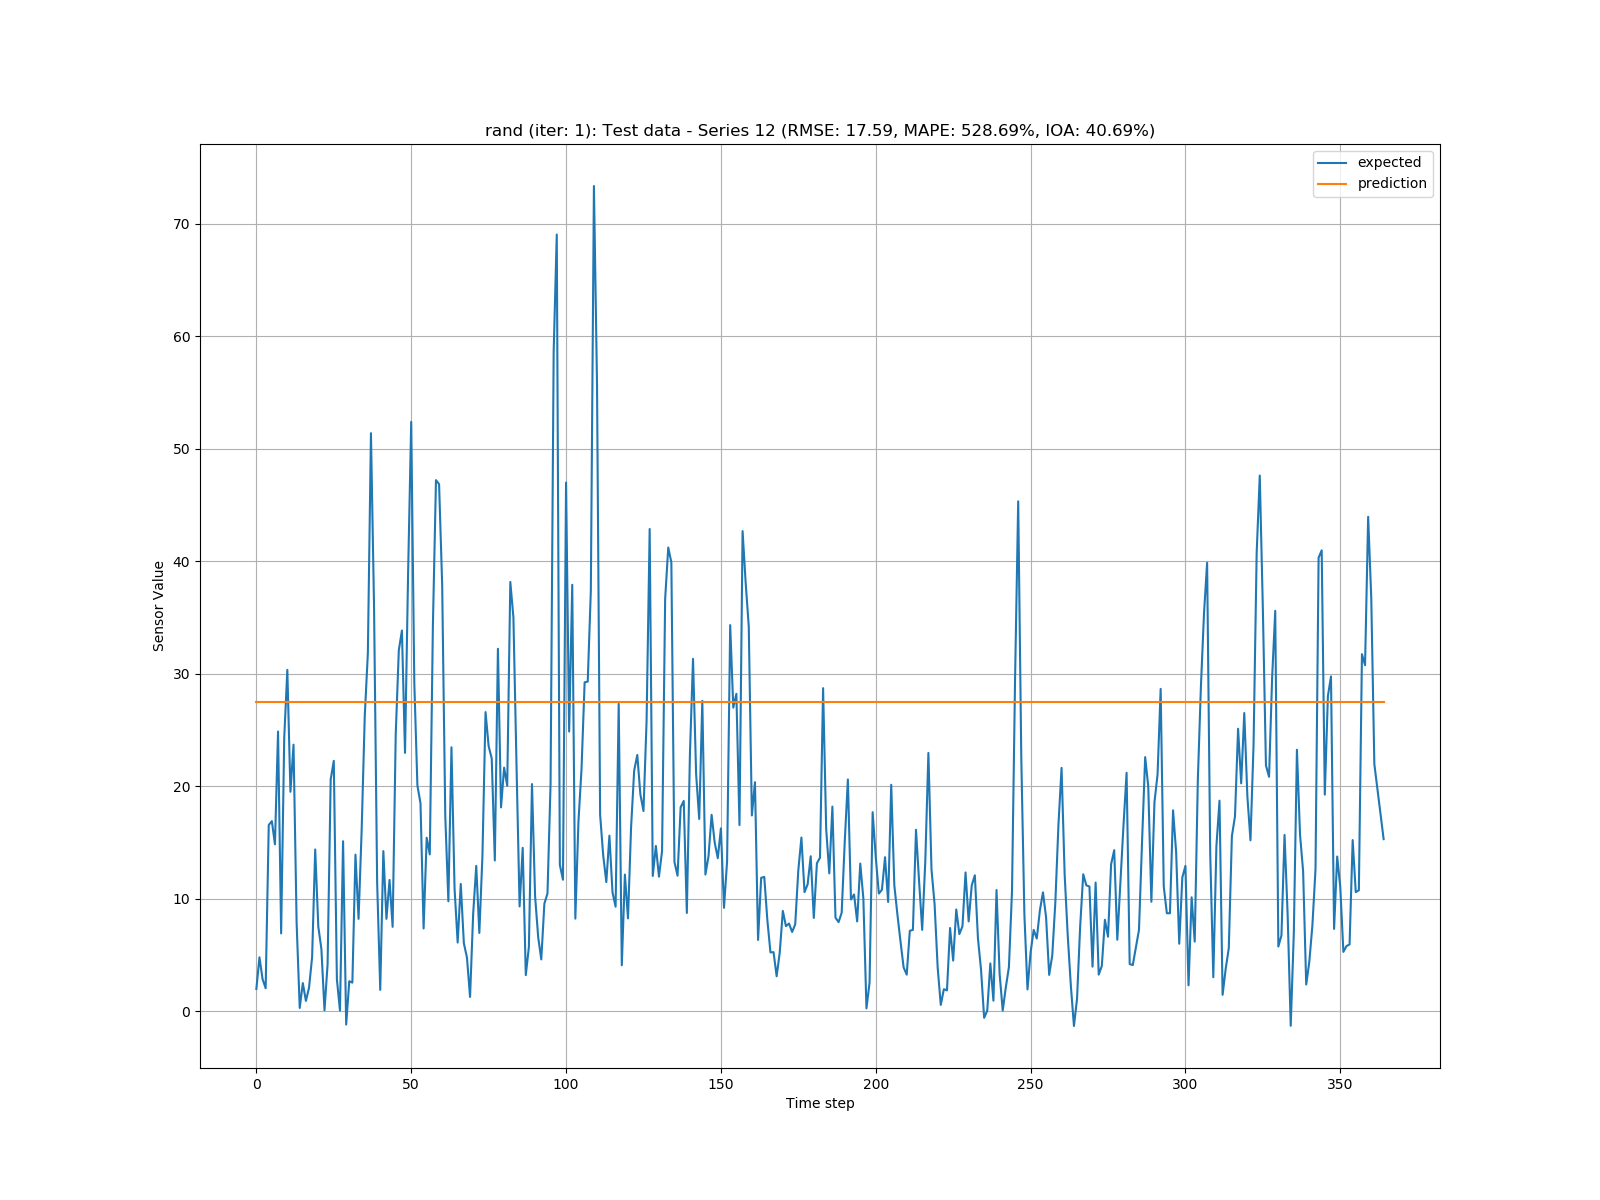 rand (iter: 1): Test data - Series 12 (RMSE: 17.59, MAPE: 528.69%, IOA: 40.69%)
expected
prediction
70
60
50
40
30
20
10
0
Sensor Value
0 50 100 150 200 250 300 350
Time step